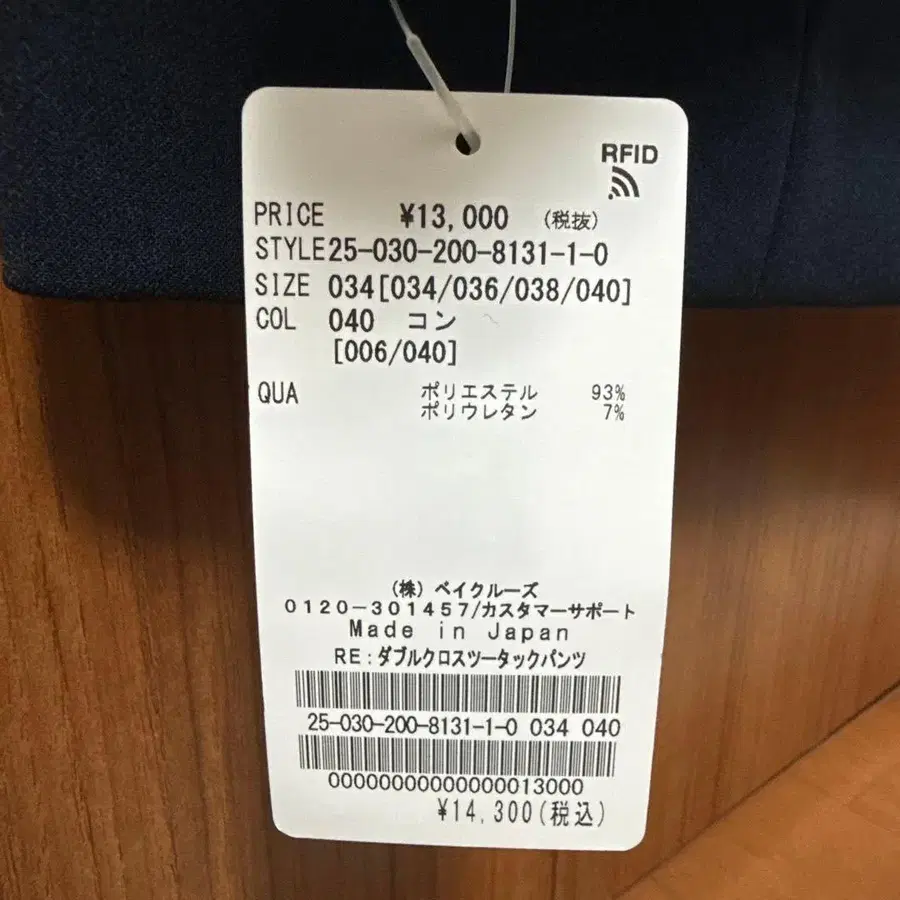 RFID
PRICE ¥13,000 (税抜)
STYLE25-030-200-8131-1-0
SIZE 034[034/036/038/040]
COL 040 コン
[006/040]
QUA ポリエステル 93%
ポリウレタン 7%
(株) ベイクルーズ
0120-301457/カスタマーサポート
Made in Japan
RE:ダブルクロスツータックパンツ
25-030-200-8131-1-0 034 040
00000000000000013000
¥14,300(税込)